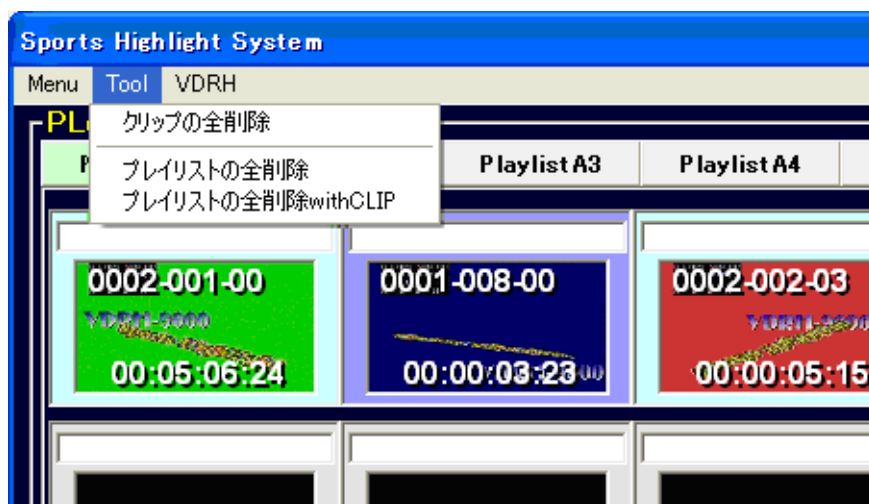 Sports Highlight System
Menu Tool VDRH
クリップの全削除
プレイリストの全削除
プレイリストの全削除withCLIP
PL
Playlist A3 Playlist A4
0002-001-00 0001-008-00 0002-002-03
VDRH-9000
00:05:06:24 00:00:03:23 00:00:05:15